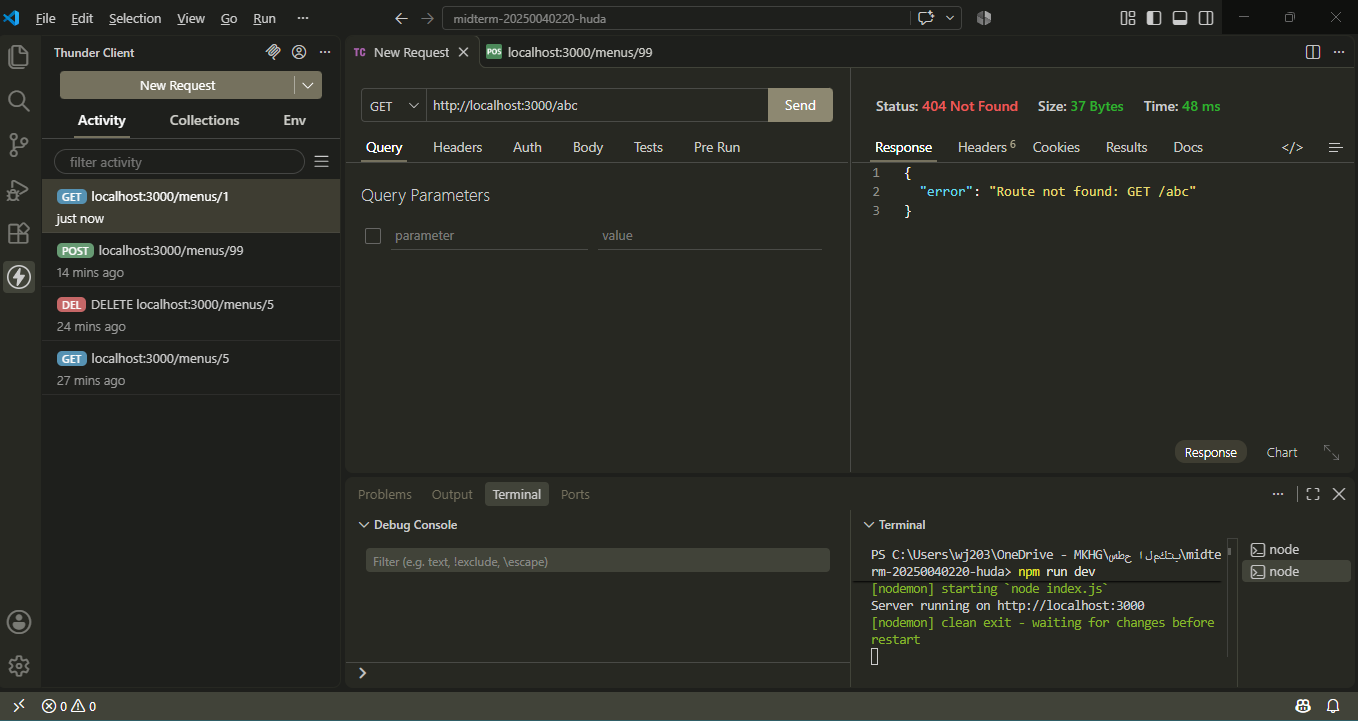 File Edit Selection View Go Run ···
midterm-20250040220-huda
Thunder Client
New Request
Activity Collections Env
filter activity
GET localhost:3000/menus/1
just now
POST localhost:3000/menus/99
14 mins ago
DEL DELETE localhost:3000/menus/5
24 mins ago
GET localhost:3000/menus/5
27 mins ago
TC New Request
POS localhost:3000/menus/99
GET http://localhost:3000/abc Send
Query Headers Auth Body Tests Pre Run
Query Parameters
parameter value
Status: 404 Not Found Size: 37 Bytes Time: 48 ms
Response Headers 6 Cookies Results Docs </>
1 {
2 "error": "Route not found: GET /abc"
3 }
Response Chart
Problems Output Terminal Ports
Debug Console
Filter (e.g. text, !exclude, \escape)
Terminal
PS C:\Users\wj203\OneDrive - MKHG\سطح المكتب\midte
rm-20250040220-huda> npm run dev
[nodemon] starting `node index.js`
Server running on http://localhost:3000
[nodemon] clean exit - waiting for changes before
restart
node
node
0 0